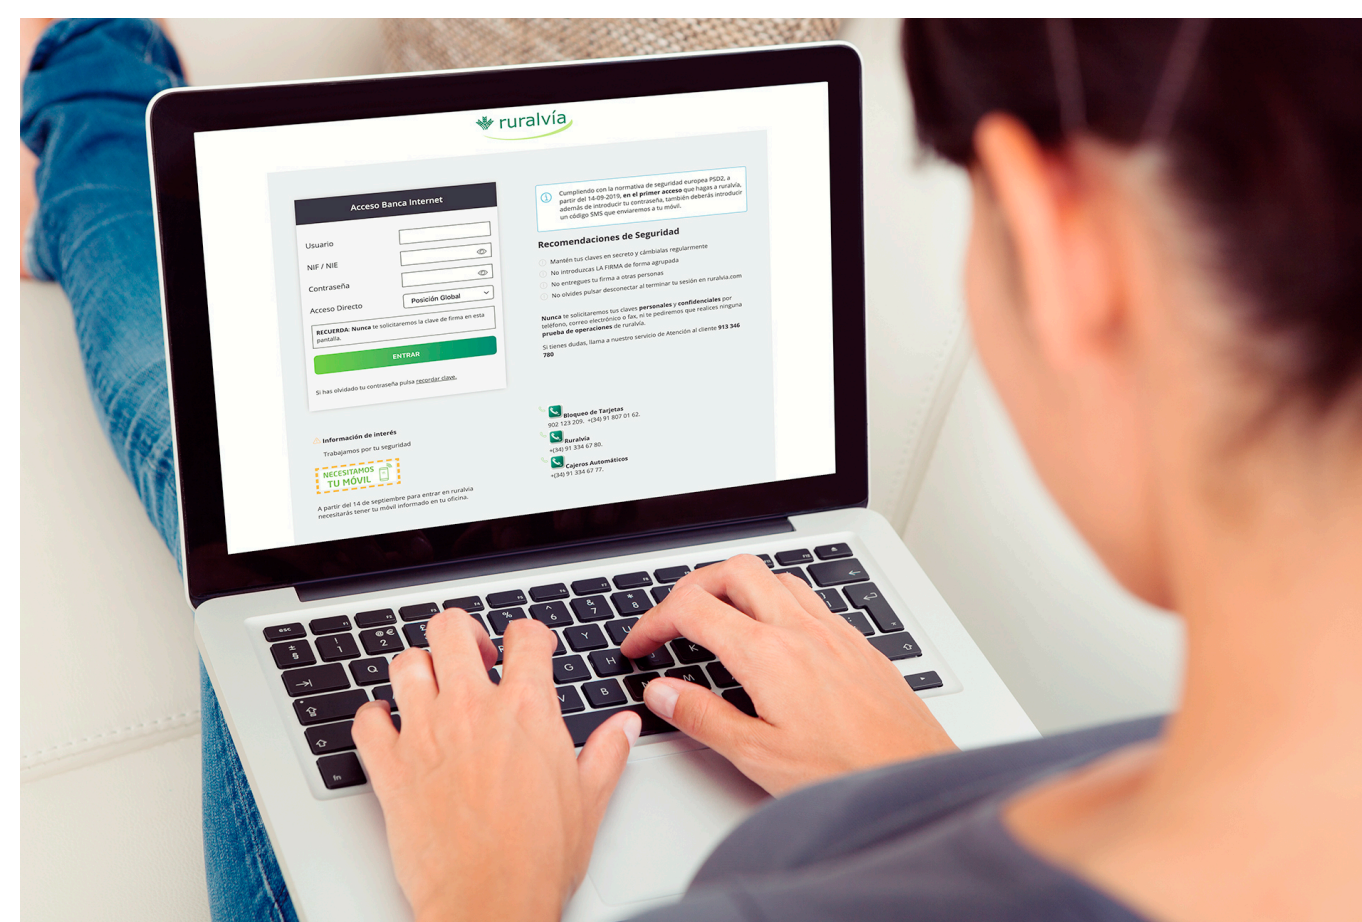 ruralvía
Acceso Banca Internet
Usuario
NIF / NIE
Contraseña
Acceso Directo
Posición Global
RECUERDA: Nunca te solicitaremos la clave de firma en esta
pantalla.
ENTRAR
Si has olvidado tu contraseña pulsa recordar clave.
Información de interés
Trabajamos por tu seguridad
NECESITAMOS
TU MÓVIL
A partir del 14 de septiembre para entrar en ruralvia
necesitarás tener tu móvil informado en tu oficina.
Cumpliendo con la normativa de seguridad europea PSD2, a
partir del 14-09-2019, en el primer acceso que hagas a ruralvía,
además de introducir tu contraseña, también deberás introducir
un código SMS que enviaremos a tu móvil.
Recomendaciones de Seguridad
Mantén tus claves en secreto y cámbialas regularmente
No introduzcas LA FIRMA de forma agrupada
No entregues tu firma a otras personas
No olvides pulsar desconectar al terminar tu sesión en ruralvia.com
Nunca te solicitaremos tus claves personales y confidenciales por
teléfono, correo electrónico o fax, ni te pediremos que realices ninguna
prueba de operaciones de ruralvía.
Si tienes dudas, llama a nuestro servicio de Atención al cliente 913 346
780
Bloqueo de Tarjetas
902 123 209. +(34) 91 807 01 62.
Ruralvia
+(34) 91 334 67 80.
Cajeros Automáticos
+(34) 91 334 67 77.
esc
± § ! 1 @ € 2 £ % ^ 6 & 7 * 8
Q Y U
G H J K
V B N M
fn